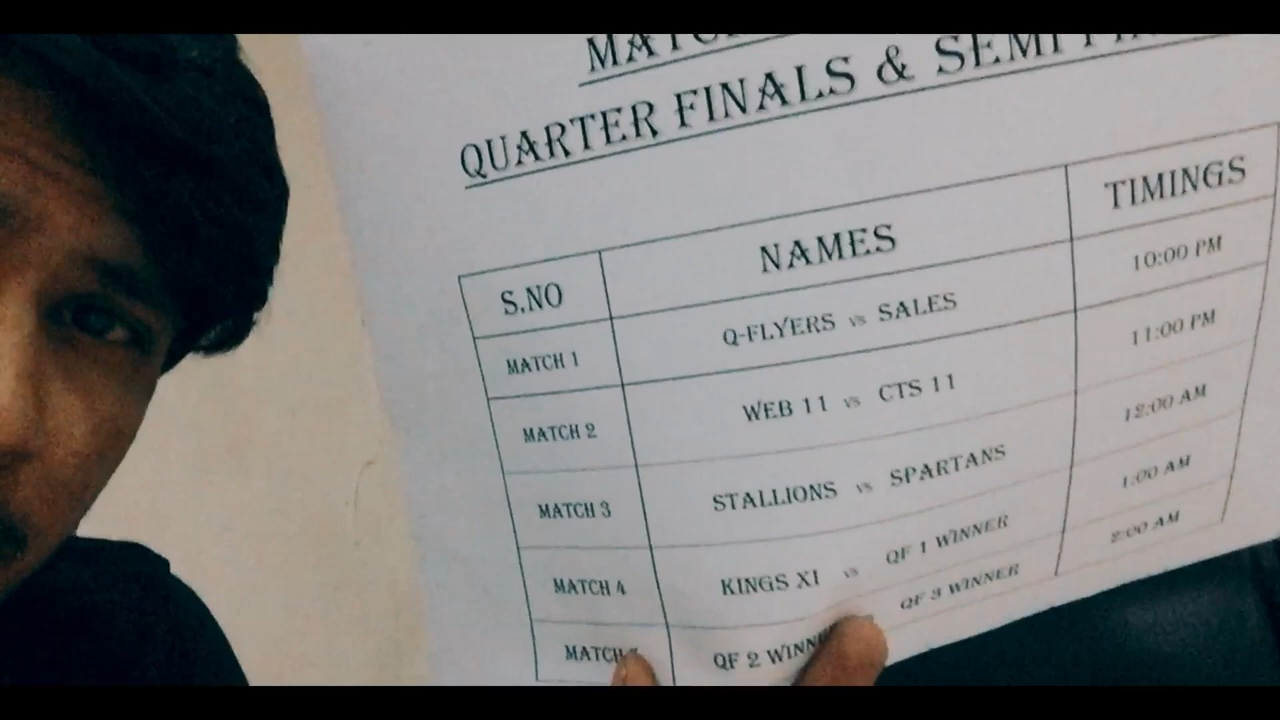 QUARTER FINALS & SEMI
S.NO NAMES TIMINGS
MATCH 1 Q-FLYERS vs SALES 10:00 PM
MATCH 2 WEB 11 vs CTS 11 11:00 PM
MATCH 3 STALLIONS vs SPARTANS 12:00 AM
MATCH 4 KINGS XI vs QF 1 WINNER 1:00 AM
MATCH QF 2 WINN QF 3 WINNER 2:00 AM